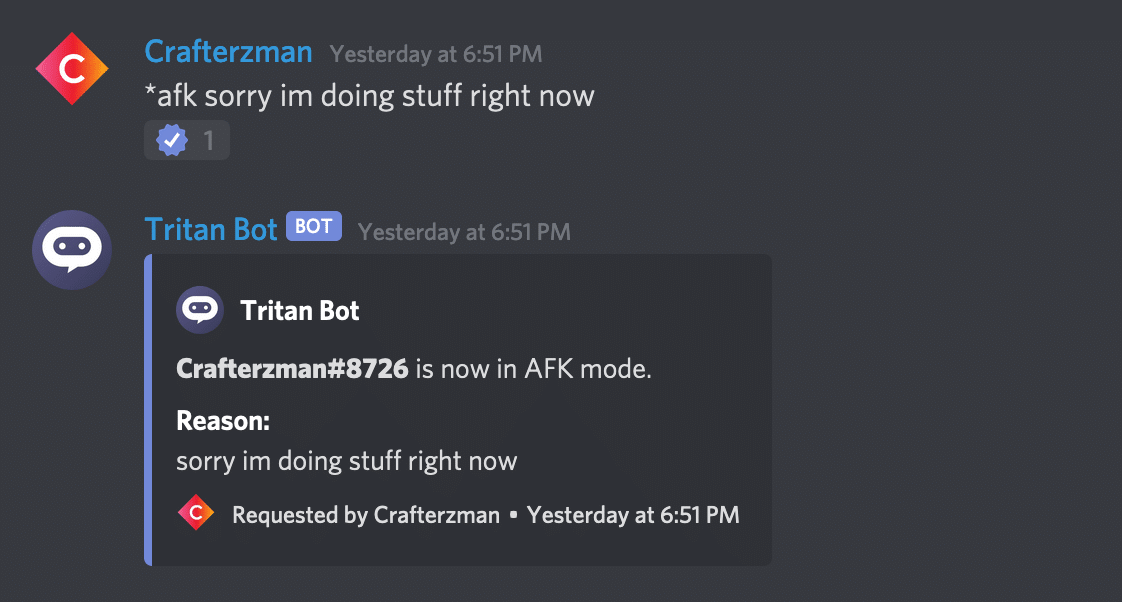 C
Crafterzman Yesterday at 6:51 PM
*afk sorry im doing stuff right now
1
Tritan Bot BOT Yesterday at 6:51 PM
Tritan Bot
Crafterzman#8726 is now in AFK mode.
Reason:
sorry im doing stuff right now
C Requested by Crafterzman • Yesterday at 6:51 PM